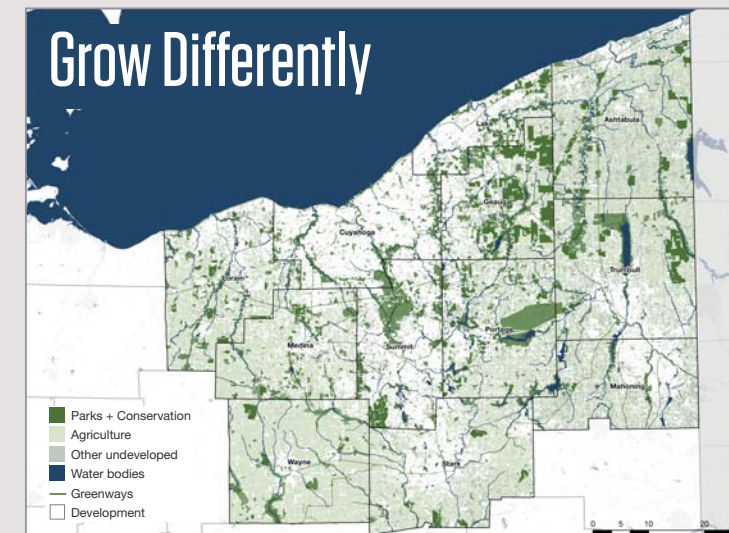 Grow Differently
Lake
Ashtabula
Geauga
Cuyahoga
Lorain
Trumbull
Portage
Medina
Summit
Mahoning
Wayne
Stark
Parks + Conservation
Agriculture
Other undeveloped
Water bodies
Greenways
Development
0 5 10 20